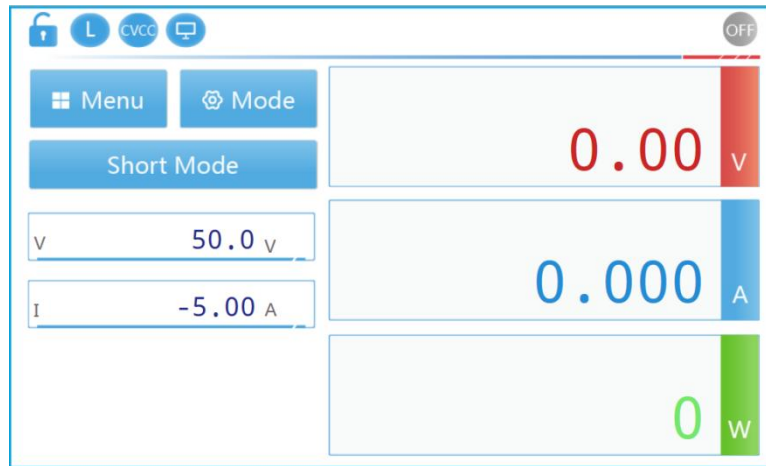 L CVCC OFF
Menu Mode
Short Mode
0.00 V
V 50.0 V
I -5.00 A
0.000 A
0 W